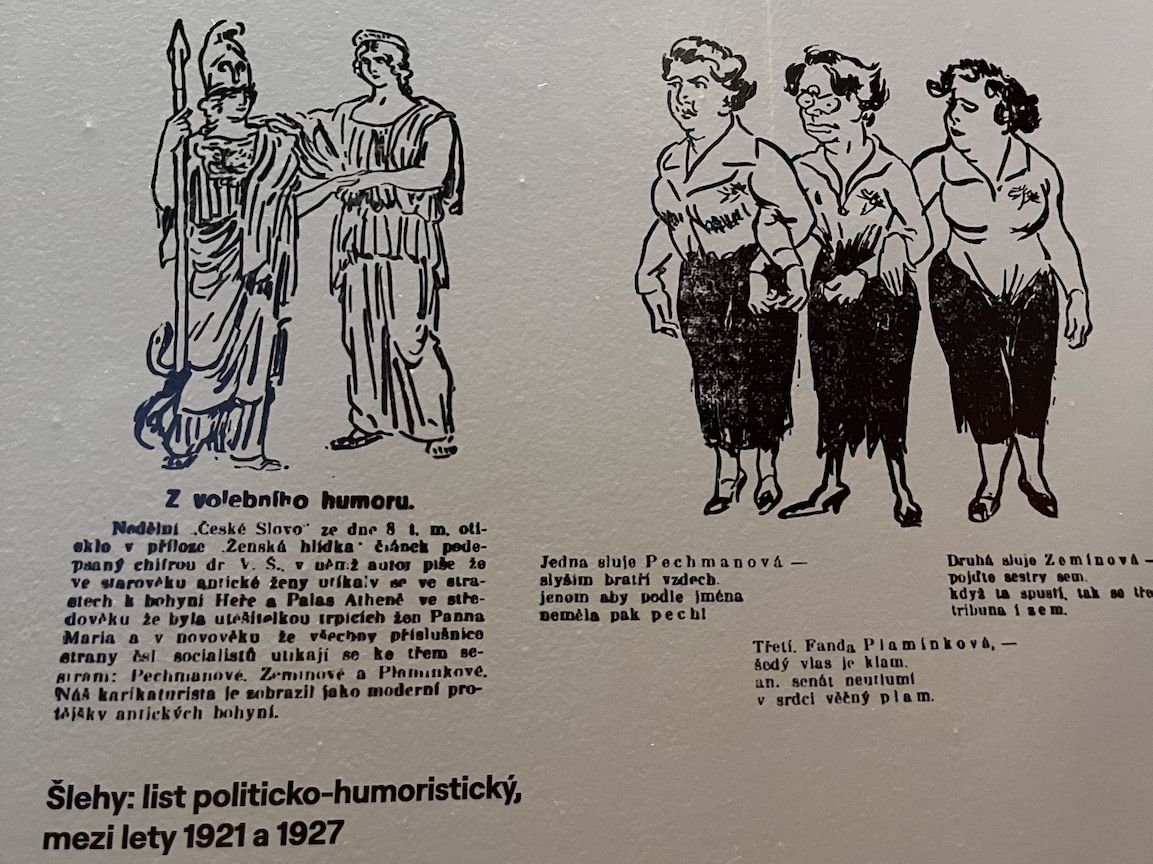 Z volebního humoru.
Nedělní „České Slovo“ ze dne 8 t. m. oti-
sklo v příloze „Ženská hlídka“ článek pode-
psaný chifrou dr V. Š., v němž autor píše že
ve starověku antické ženy utíkaly se ve stra-
stech k bohyni Heře a Palas Atheně ve stře-
dověku že byla utěšitelkou trpících žen Panna
Maria a v novověku že všechny příslušnice
strany čsl socialistů utíkají se ke třem se-
strám: Pechmanové, Zemínové a Plamínkové.
Náš karikaturista je zobrazil jako moderní pro-
tějšky antických bohyní.
Jedna sluje Pechmanová —
slyším bratří vzdech.
jenom aby podle jména
neměla pak pech!
Druhá sluje Zemínová —
pojďte sestry sem.
když ta spustí, tak se tře
tribuna i zem.
Třetí, Fanda Plamínková, —
šedý vlas je klam.
an. senát neutlumí
v srdci věčný plam.
Šlehy: list politicko-humoristický,
mezi lety 1921 a 1927